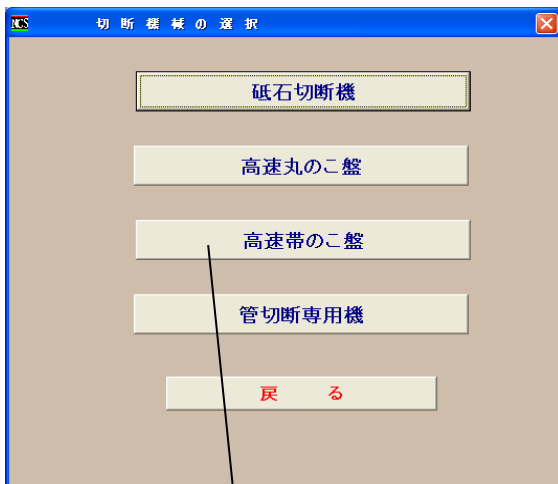 NCS 切断機械の選択
砥石切断機
高速丸のこ盤
高速帯のこ盤
管切断専用機
戻 る